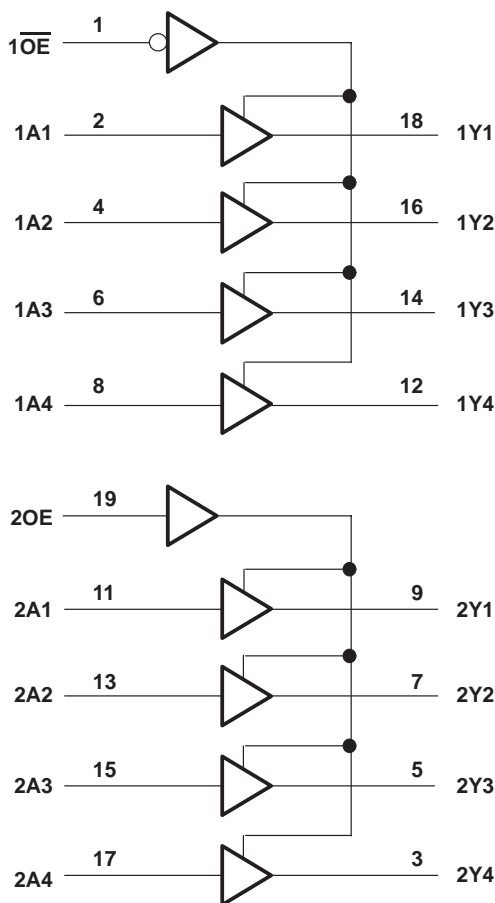 1O̅E̅ 1
1A1 2 18 1Y1
1A2 4 16 1Y2
1A3 6 14 1Y3
1A4 8 12 1Y4
2OE 19
2A1 11 9 2Y1
2A2 13 7 2Y2
2A3 15 5 2Y3
2A4 17 3 2Y4